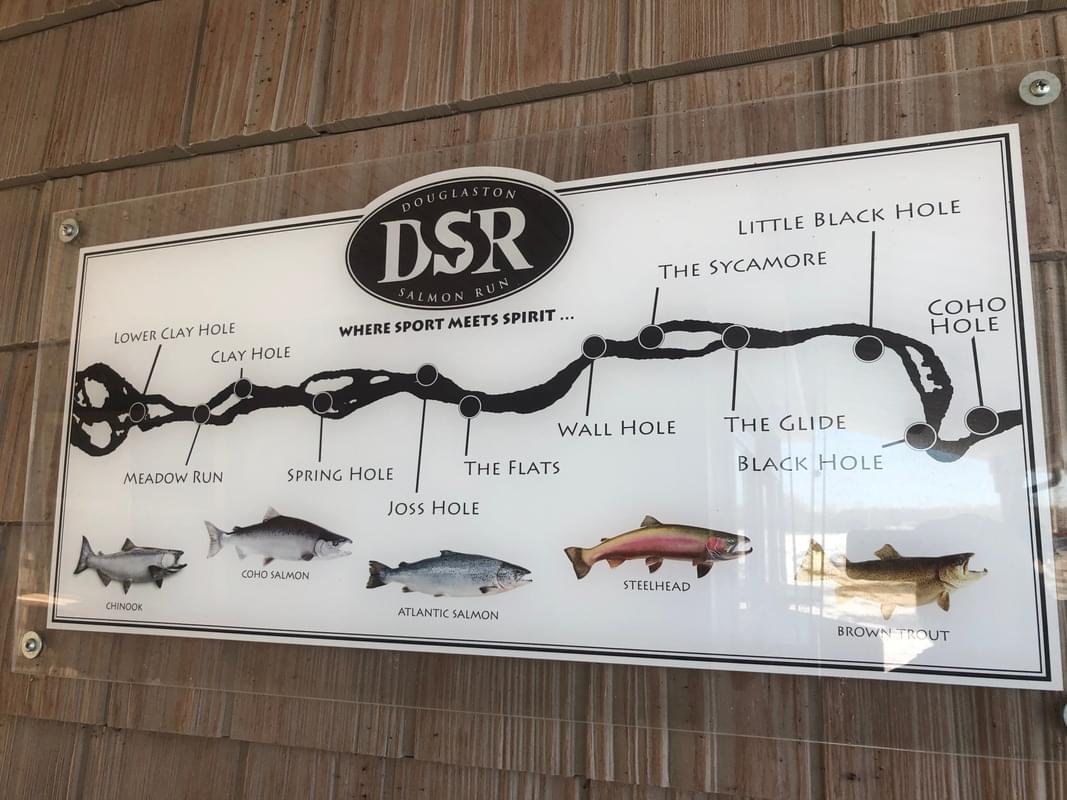 DOUGLASTON
DSR
SALMON RUN
WHERE SPORT MEETS SPIRIT ...
LITTLE BLACK HOLE
THE SYCAMORE
COHO
HOLE
LOWER CLAY HOLE
CLAY HOLE
WALL HOLE
THE GLIDE
BLACK HOLE
MEADOW RUN
SPRING HOLE
THE FLATS
JOSS HOLE
CHINOOK
COHO SALMON
ATLANTIC SALMON
STEELHEAD
BROWN TROUT